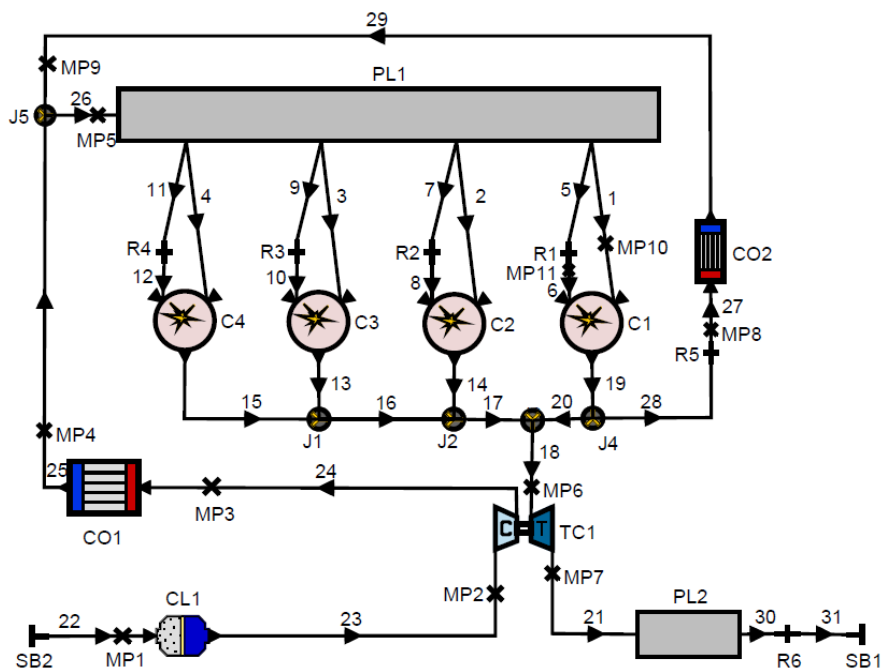 29
MP9
PL1
J5
26
MP5
11
4
9
3
7
2
5
1
R4
R3
R2
R1
MP10
MP11
CO2
12
10
8
6
27
MP8
R5
C4
C3
C2
C1
13
14
19
15
16
17
20
28
J1
J2
J4
18
MP4
25
24
MP3
MP6
CO1
C
T
TC1
MP7
MP2
CL1
PL2
22
23
21
30
31
SB2
MP1
R6
SB1